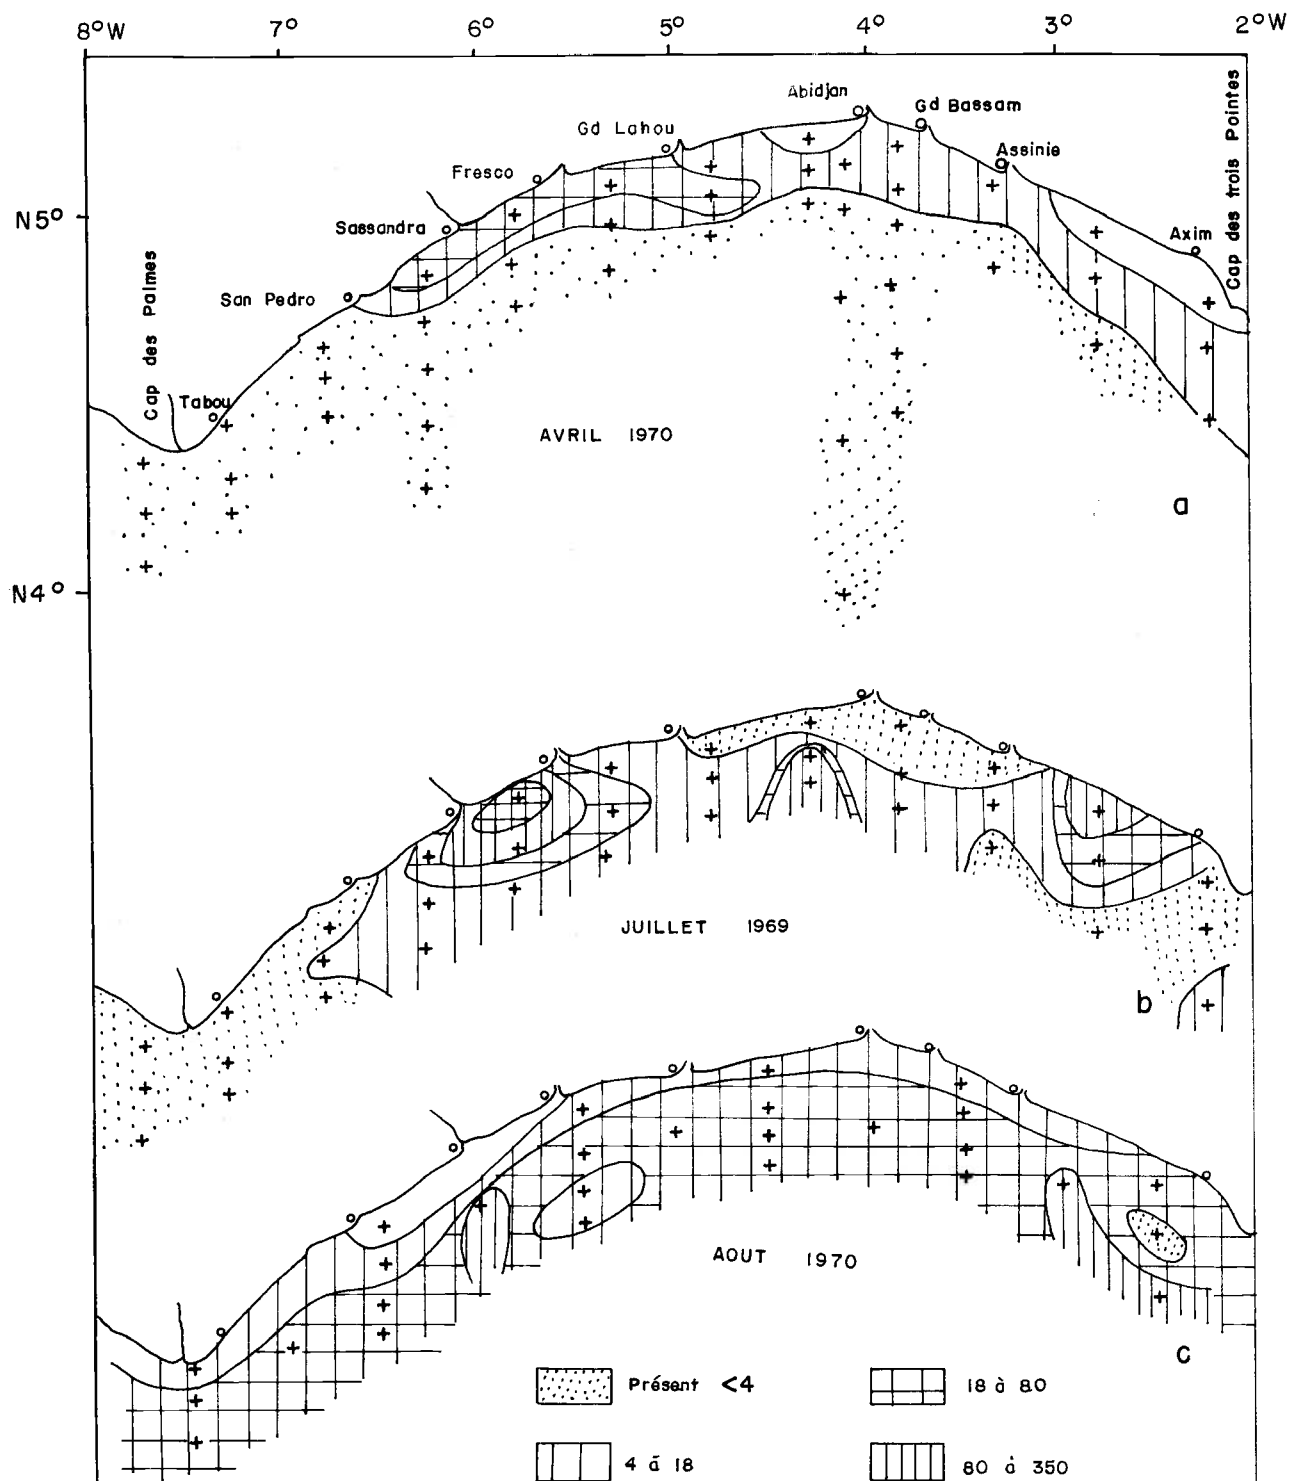 8°W 7° 6° 5° 4° 3° 2°W
Abidjan
Gd Bassam
Gd Lahou
Assinie
Fresco
N5°
Sassandra
Axim
Cap des trois Pointes
San Pedro
Cap des Palmes
Tabou
AVRIL 1970
a
N4°
JUILLET 1969
b
AOUT 1970
c
Présent <4
18 à 80
4 à 18
80 à 350